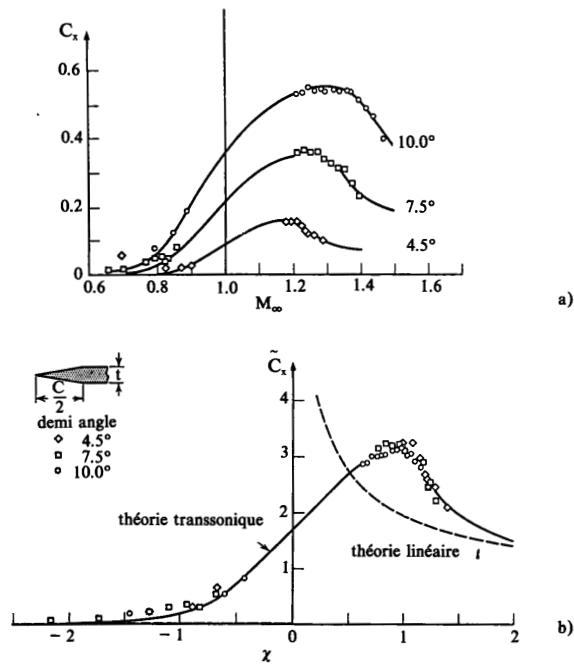 C_x
0.6
0.4
0.2
0
10.0°
7.5°
4.5°
0.6 0.8 1.0 1.2 1.4 1.6
M_∞
a)
C/2
t
demi angle
◇ 4.5°
□ 7.5°
○ 10.0°
C̃_x
4
3
2
1
théorie transsonique
théorie linéaire
−2 −1 0 1 2
χ
b)